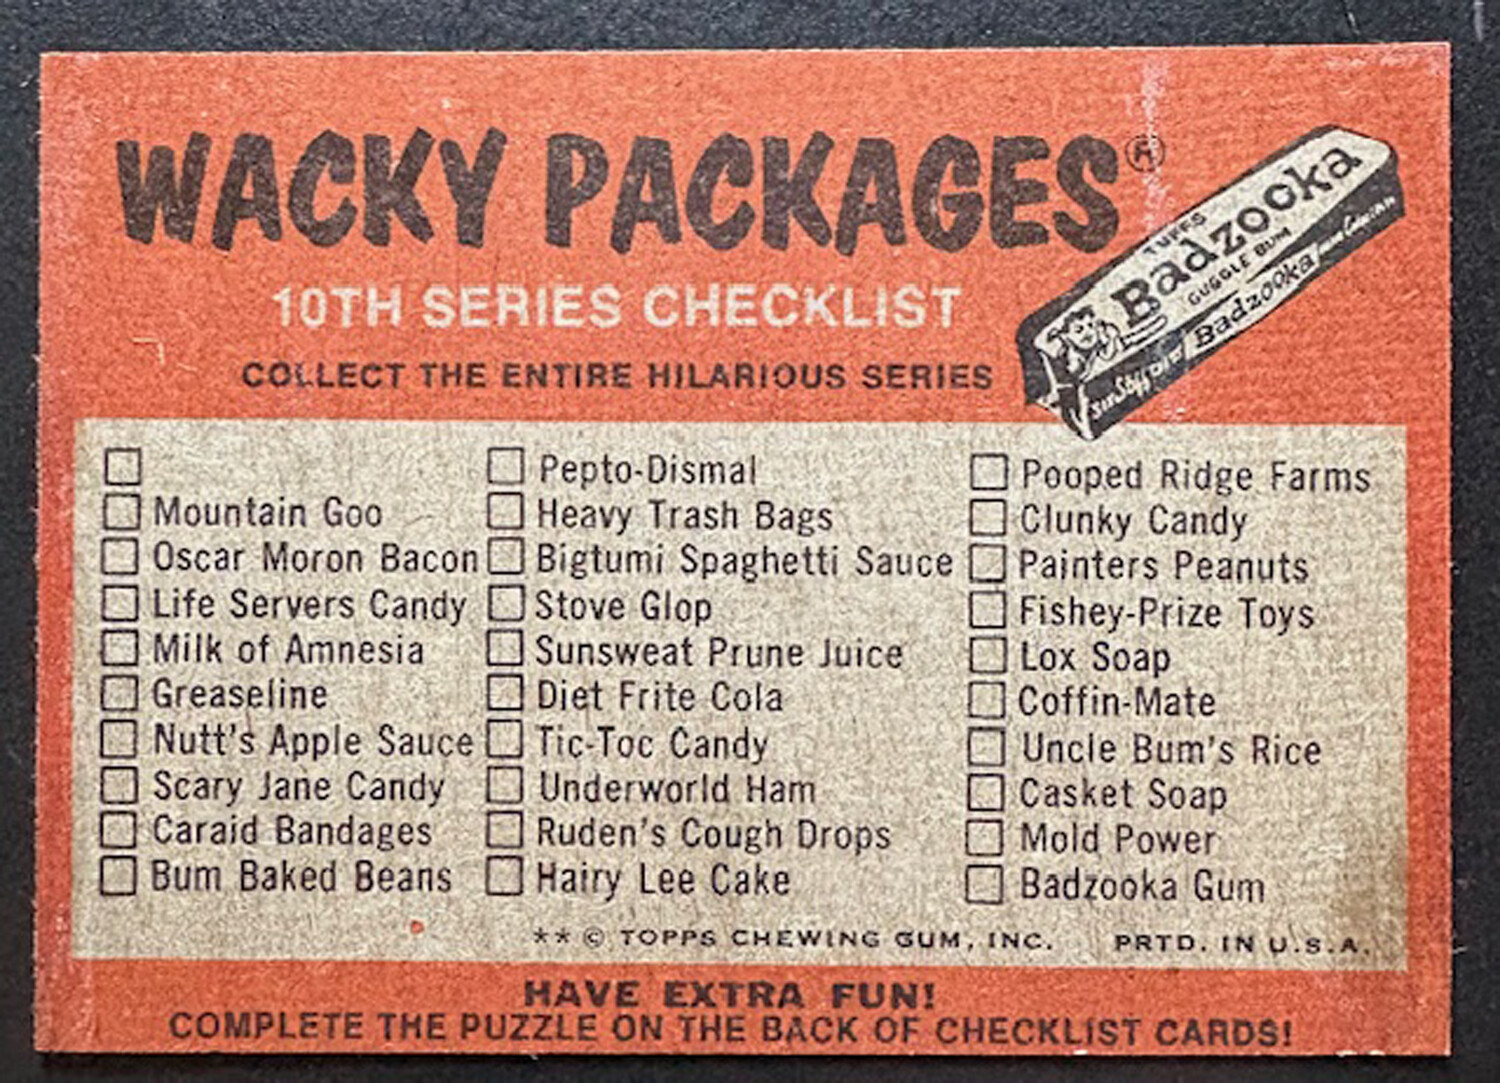 WACKY PACKAGES®
10TH SERIES CHECKLIST
COLLECT THE ENTIRE HILARIOUS SERIES
TUFFS
Badzooka
GUGGLE BUM
Badzooka
Mountain Goo
Oscar Moron Bacon
Life Servers Candy
Milk of Amnesia
Greaseline
Nutt's Apple Sauce
Scary Jane Candy
Caraid Bandages
Bum Baked Beans
Pepto-Dismal
Heavy Trash Bags
Bigtumi Spaghetti Sauce
Stove Glop
Sunsweat Prune Juice
Diet Frite Cola
Tic-Toc Candy
Underworld Ham
Ruden's Cough Drops
Hairy Lee Cake
Pooped Ridge Farms
Clunky Candy
Painters Peanuts
Fishey-Prize Toys
Lox Soap
Coffin-Mate
Uncle Bum's Rice
Casket Soap
Mold Power
Badzooka Gum
** © TOPPS CHEWING GUM, INC. PRTD. IN U.S.A.
HAVE EXTRA FUN!
COMPLETE THE PUZZLE ON THE BACK OF CHECKLIST CARDS!